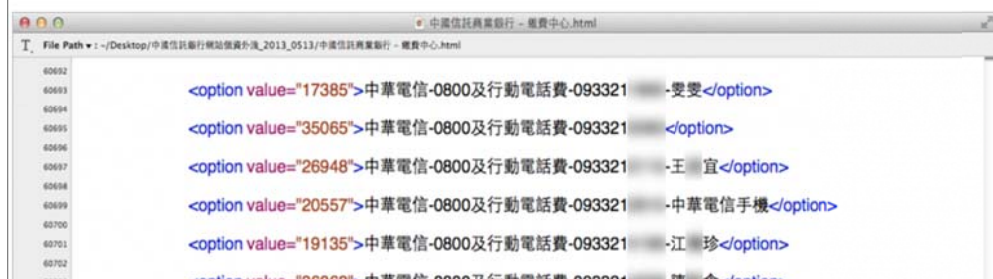 中國信託商業銀行 - 繳費中心.html
File Path ▾ : ~/Desktop/中國信託銀行網站個資外洩_2013_0513/中國信託商業銀行 - 繳費中心.html
60692
60693 <option value="17385">中華電信-0800及行動電話費-093321 -雯雯</option>
60694
60695 <option value="35065">中華電信-0800及行動電話費-093321 </option>
60696
60697 <option value="26948">中華電信-0800及行動電話費-093321 -王 宜</option>
60698
60699 <option value="20557">中華電信-0800及行動電話費-093321 -中華電信手機</option>
60700
60701 <option value="19135">中華電信-0800及行動電話費-093321 -江 珍</option>
60702